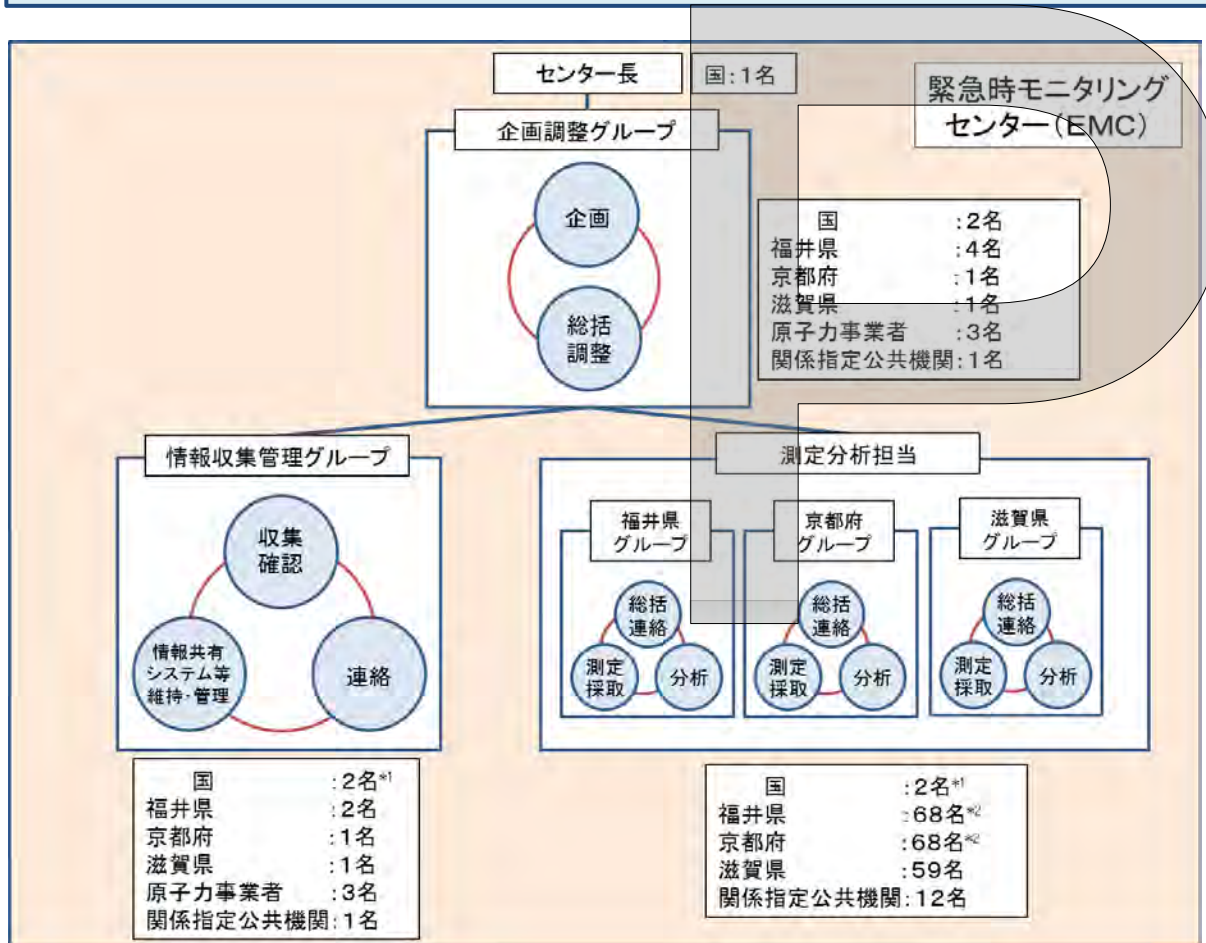 センター長
国:1名
緊急時モニタリング
センター(EMC)
企画調整グループ
企画
総括
調整
国 :2名
福井県 :4名
京都府 :1名
滋賀県 :1名
原子力事業者 :3名
関係指定公共機関:1名
情報収集管理グループ
収集
確認
情報共有
システム等
維持・管理
連絡
国 :2名*1
福井県 :2名
京都府 :1名
滋賀県 :1名
原子力事業者 :3名
関係指定公共機関:1名
測定分析担当
福井県
グループ
総括
連絡
測定
採取
分析
京都府
グループ
総括
連絡
測定
採取
分析
滋賀県
グループ
総括
連絡
測定
採取
分析
国 :2名*1
福井県 :68名*2
京都府 :68名*2
滋賀県 :59名
関係指定公共機関:12名